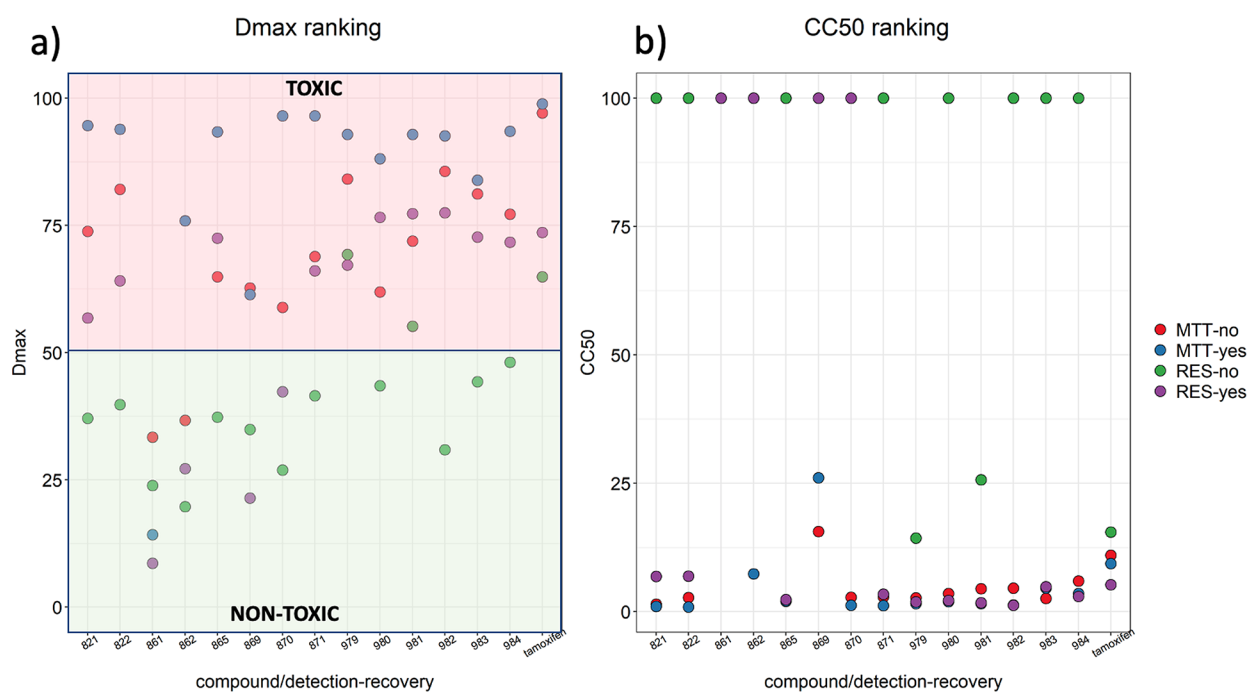 a)
Dmax ranking
TOXIC
NON-TOXIC
Dmax
100
75
50
25
0
821
822
861
862
865
869
870
871
979
980
981
982
983
984
tamoxifen
compound/detection-recovery
b)
CC50 ranking
CC50
100
75
50
25
0
821
822
861
862
865
869
870
871
979
980
981
982
983
984
tamoxifen
compound/detection-recovery
MTT-no
MTT-yes
RES-no
RES-yes